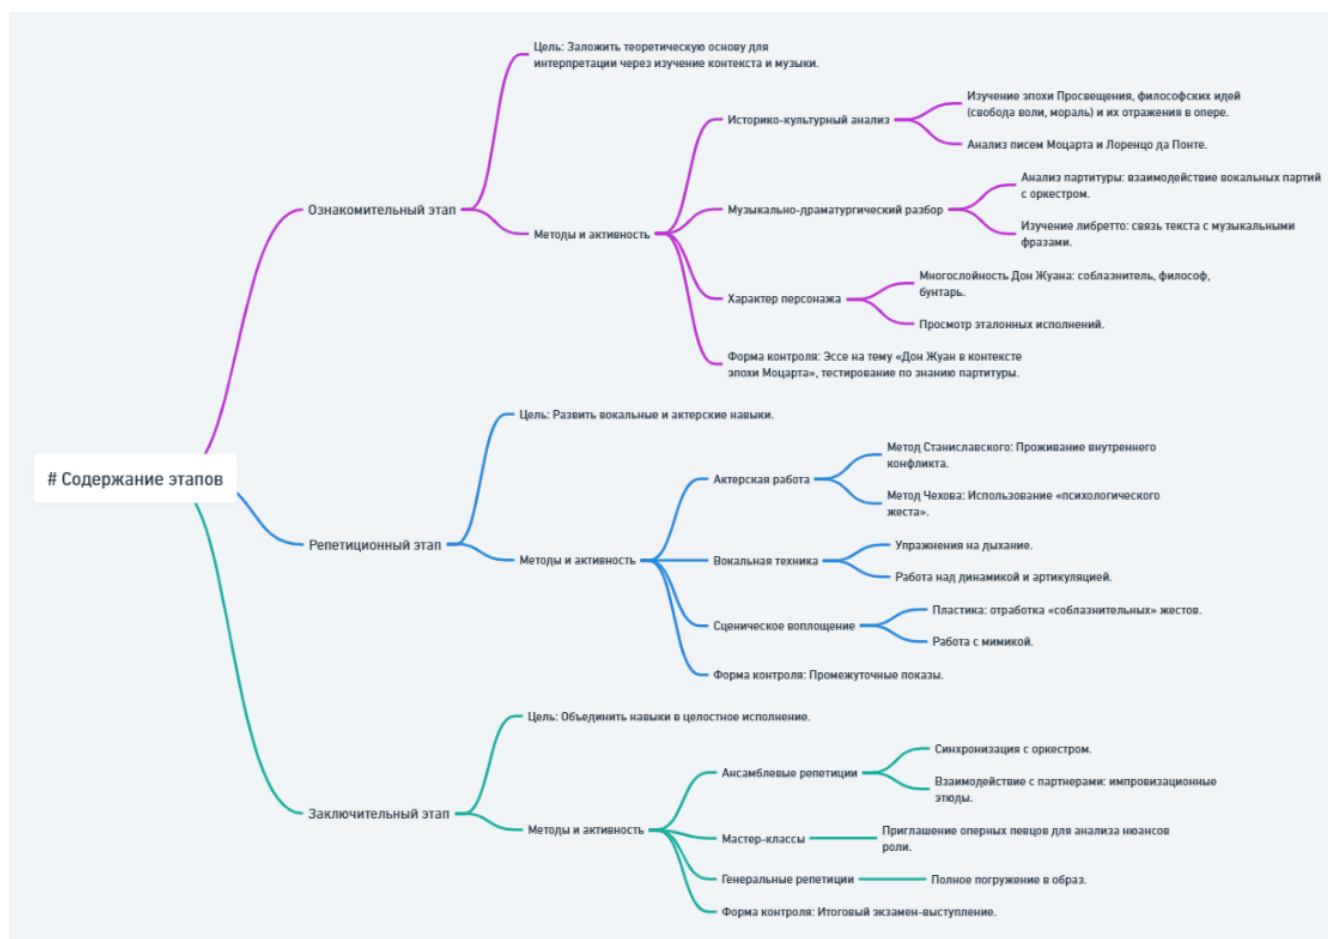 # Содержание этапов
Ознакомительный этап
Цель: Заложить теоретическую основу для
интерпретации через изучение контекста и музыки.
Методы и активность
Историко-культурный анализ
Изучение эпохи Просвещения, философских идей
(свобода воли, мораль) и их отражения в опере.
Анализ писем Моцарта и Лоренцо да Понте.
Музыкально-драматургический разбор
Анализ партитуры: взаимодействие вокальных партий
с оркестром.
Изучение либретто: связь текста с музыкальными
фразами.
Характер персонажа
Многослойность Дон Жуана: соблазнитель, философ,
бунтарь.
Просмотр эталонных исполнений.
Форма контроля: Эссе на тему «Дон Жуан в контексте
эпохи Моцарта», тестирование по знанию партитуры.
Репетиционный этап
Цель: Развить вокальные и актерские навыки.
Методы и активность
Актерская работа
Метод Станиславского: Проживание внутреннего
конфликта.
Метод Чехова: Использование «психологического
жеста».
Вокальная техника
Упражнения на дыхание.
Работа над динамикой и артикуляцией.
Сценическое воплощение
Пластика: отработка «соблазнительных» жестов.
Работа с мимикой.
Форма контроля: Промежуточные показы.
Заключительный этап
Цель: Объединить навыки в целостное исполнение.
Методы и активность
Ансамблевые репетиции
Синхронизация с оркестром.
Взаимодействие с партнерами: импровизационные
этюды.
Мастер-классы
Приглашение оперных певцов для анализа нюансов
роли.
Генеральные репетиции
Полное погружение в образ.
Форма контроля: Итоговый экзамен-выступление.